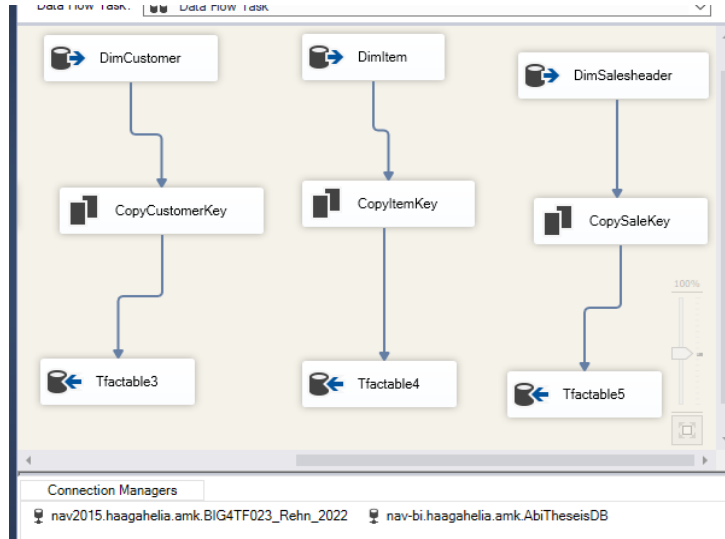 Data Flow Task: Data Flow Task
DimCustomer
DimItem
DimSalesheader
CopyCustomerKey
CopyItemKey
CopySaleKey
100%
Tfactable3
Tfactable4
Tfactable5
Connection Managers
nav2015.haagahelia.amk.BIG4TF023_Rehn_2022 nav-bi.haagahelia.amk.AbiTheseisDB